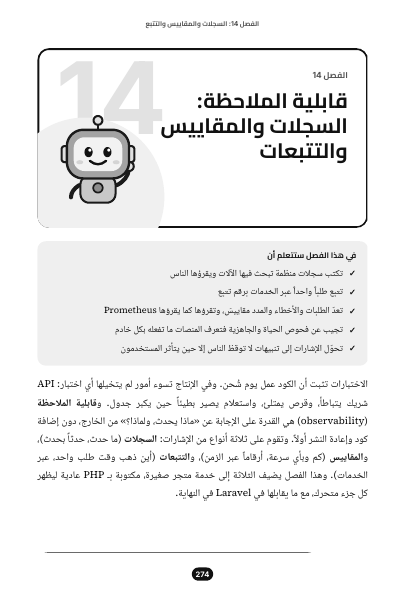 الفصل 14: السجلات والمقاييس والتتبع
14
الفصل 14
قابلية الملاحظة:
السجلات والمقاييس
والتتبعات
في هذا الفصل ستتعلم أن
✓ تكتب سجلات منظمة تبحث فيها الآلات ويقرؤها الناس
✓ تتبع طلباً واحداً عبر الخدمات برقم تتبع
✓ تعدّ الطلبات والأخطاء والمدد مقاييسَ، وتقرؤها كما يقرؤها Prometheus
✓ تجيب عن فحوص الحياة والجاهزية فتعرف المنصات ما تفعله بكل خادم
✓ تحوّل الإشارات إلى تنبيهات لا توقظ الناس إلا حين يتأثر المستخدمون
الاختبارات تثبت أن الكود عمل يوم شُحن. وفي الإنتاج تسوء أمور لم يتخيلها أي اختبار: API
شريك يتباطأ، وقرص يمتلئ، واستعلام يصير بطيئاً حين يكبر جدول. وقابلية الملاحظة
(observability) هي القدرة على الإجابة عن «ماذا يحدث، ولماذا؟» من الخارج، دون إضافة
كود وإعادة النشر أولاً. وتقوم على ثلاثة أنواع من الإشارات: السجلات (ما حدث، حدثاً بحدث)،
والمقاييس (كم وبأي سرعة، أرقاماً عبر الزمن)، والتتبعات (أين ذهب وقت طلب واحد، عبر
الخدمات). وهذا الفصل يضيف الثلاثة إلى خدمة متجر صغيرة، مكتوبة بـ PHP عادية ليظهر
كل جزء متحرك، مع ما يقابلها في Laravel في النهاية.
274